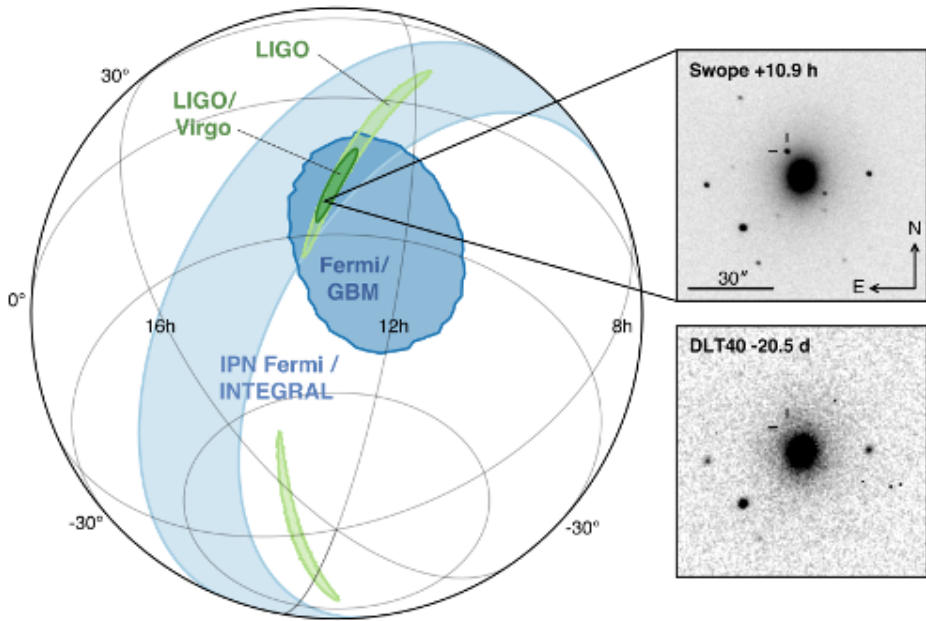 LIGO
LIGO/
Virgo
30°
0°
16h
12h
8h
Fermi/
GBM
IPN Fermi /
INTEGRAL
-30°
-30°
Swope +10.9 h
N
E
30″
DLT40 -20.5 d